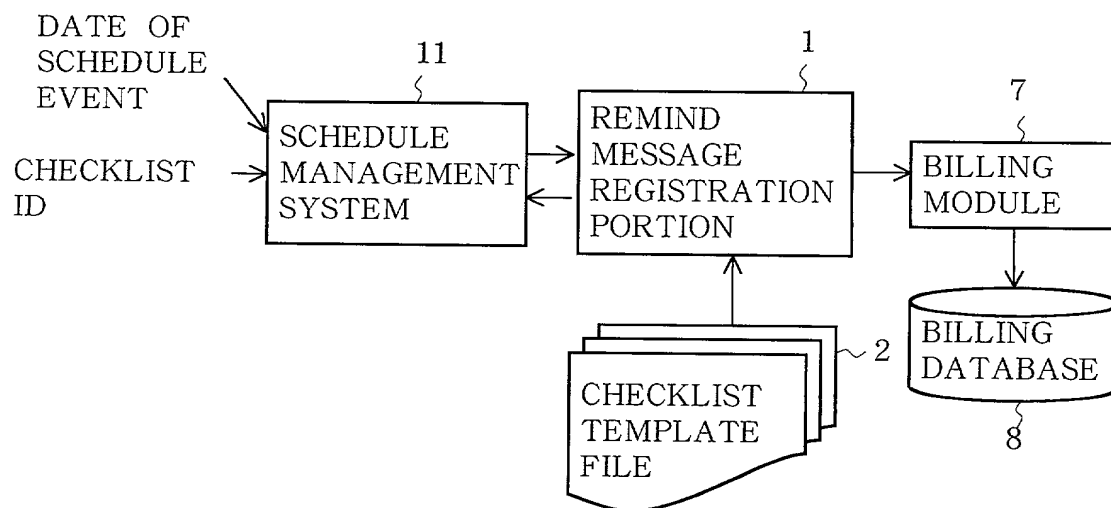 DATE OF
SCHEDULE
EVENT
CHECKLIST
ID
11
SCHEDULE
MANAGEMENT
SYSTEM
1
REMIND
MESSAGE
REGISTRATION
PORTION
7
BILLING
MODULE
2
CHECKLIST
TEMPLATE
FILE
BILLING
DATABASE
8